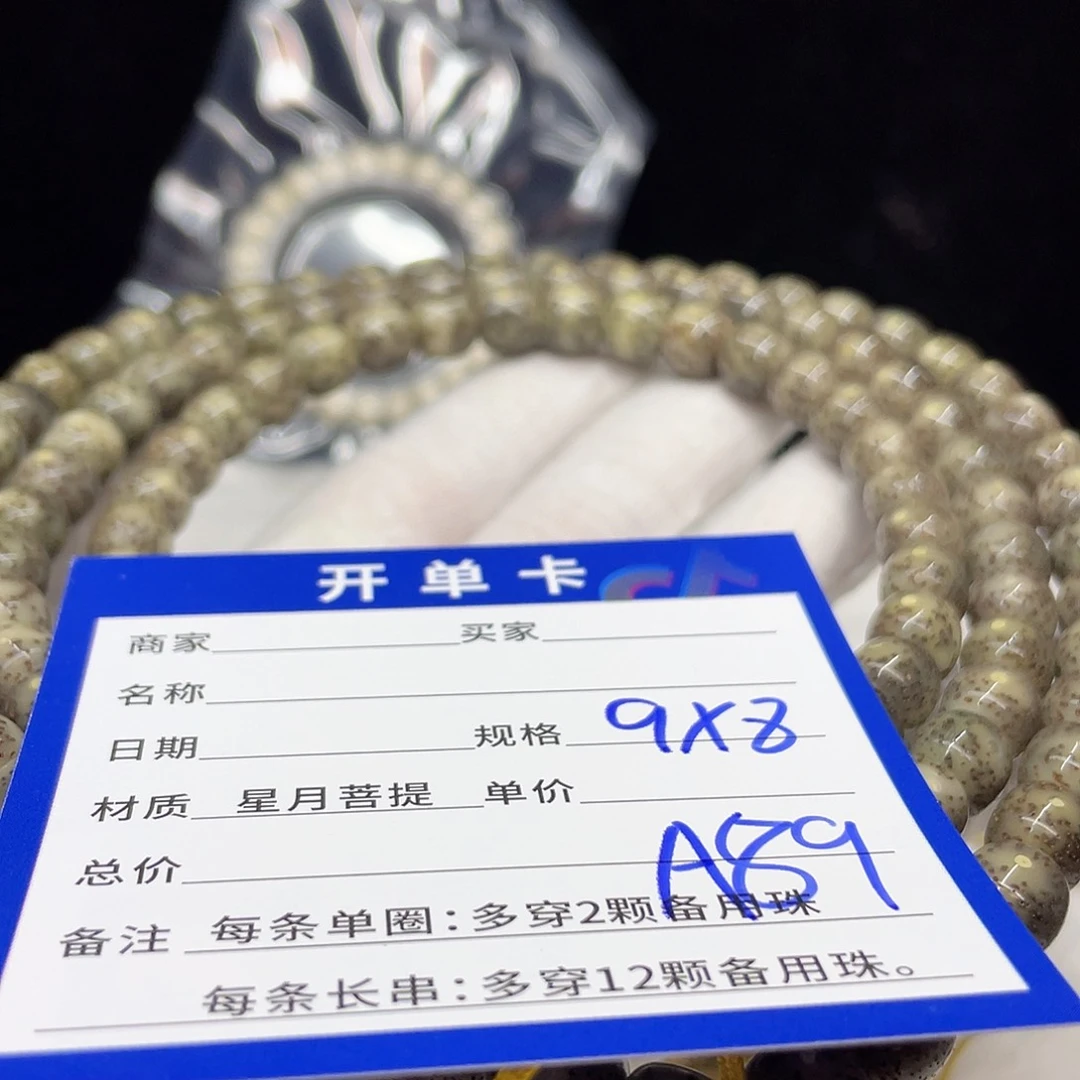 开单卡
商家 买家
名称
日期 规格 9X8
材质 星月菩提 单价
总价 A89
备注 每条单圈:多穿2颗备用珠
每条长串:多穿12颗备用珠。